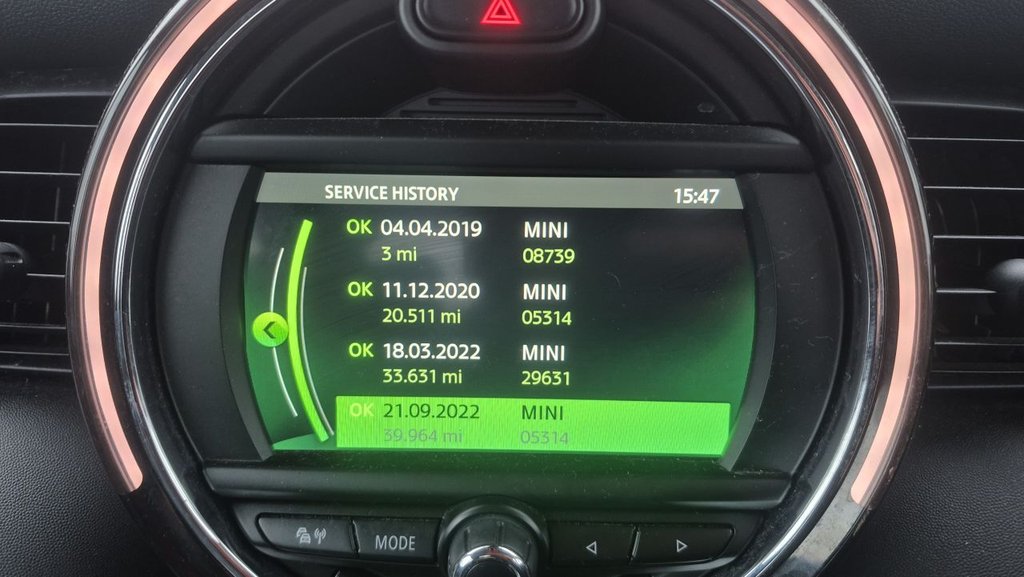 SERVICE HISTORY 15:47
OK 04.04.2019 MINI
3 mi 08739
OK 11.12.2020 MINI
20.511 mi 05314
OK 18.03.2022 MINI
33.631 mi 29631
OK 21.09.2022 MINI
39.964 mi 05314
MODE